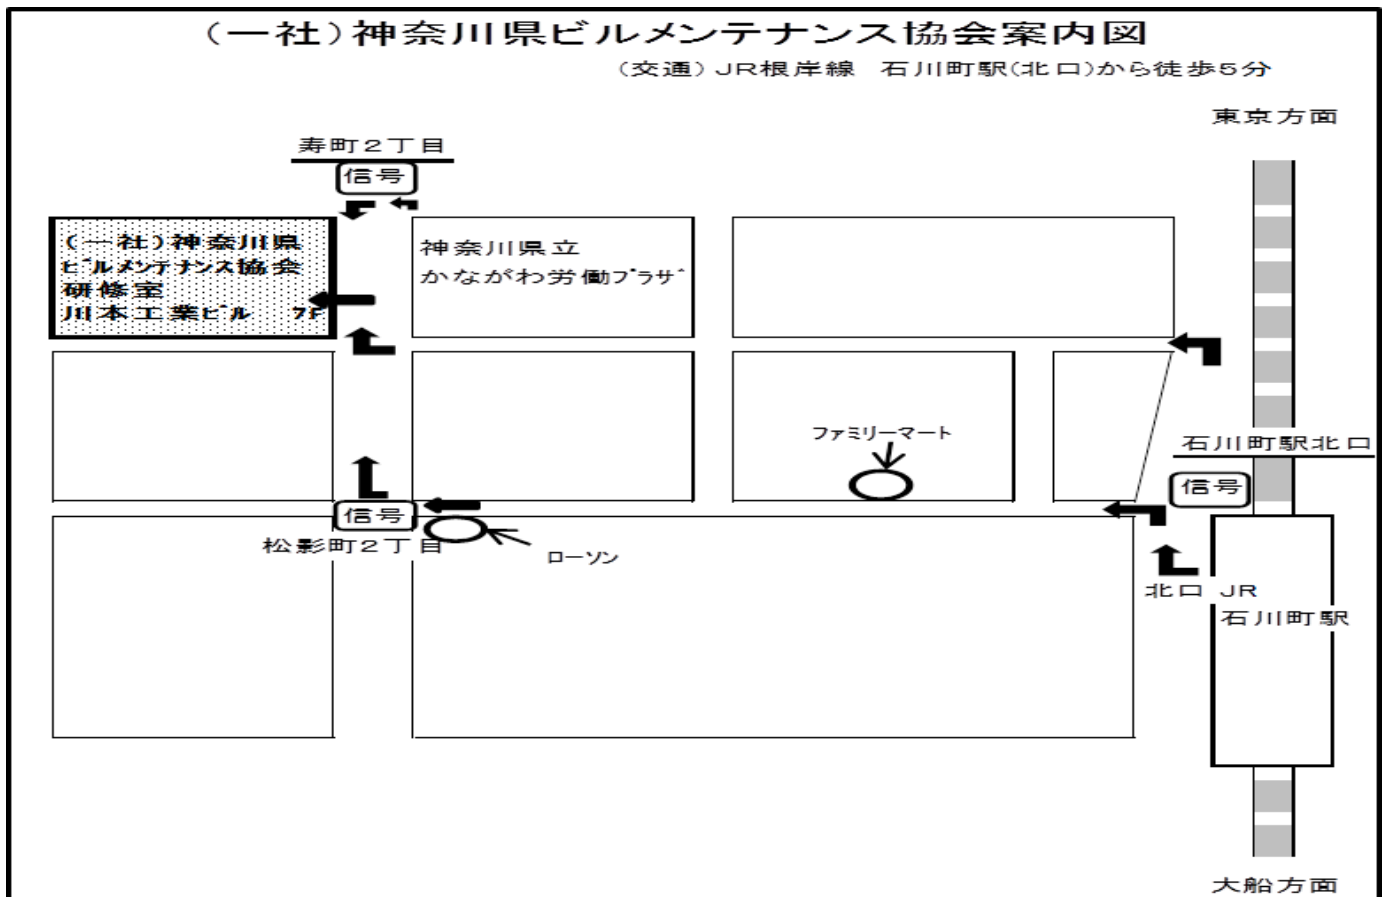 (一社)神奈川県ビルメンテナンス協会案内図
(交通)JR根岸線 石川町駅(北口)から徒歩5分
東京方面
寿町2丁目
信号
(一社)神奈川県
ビルメンテナンス協会
研修室
川本工業ビル 7F
神奈川県立
かながわ労働プラザ
ファミリーマート
石川町駅北口
信号
信号
松影町2丁目
ローソン
北口 JR
石川町駅
大船方面